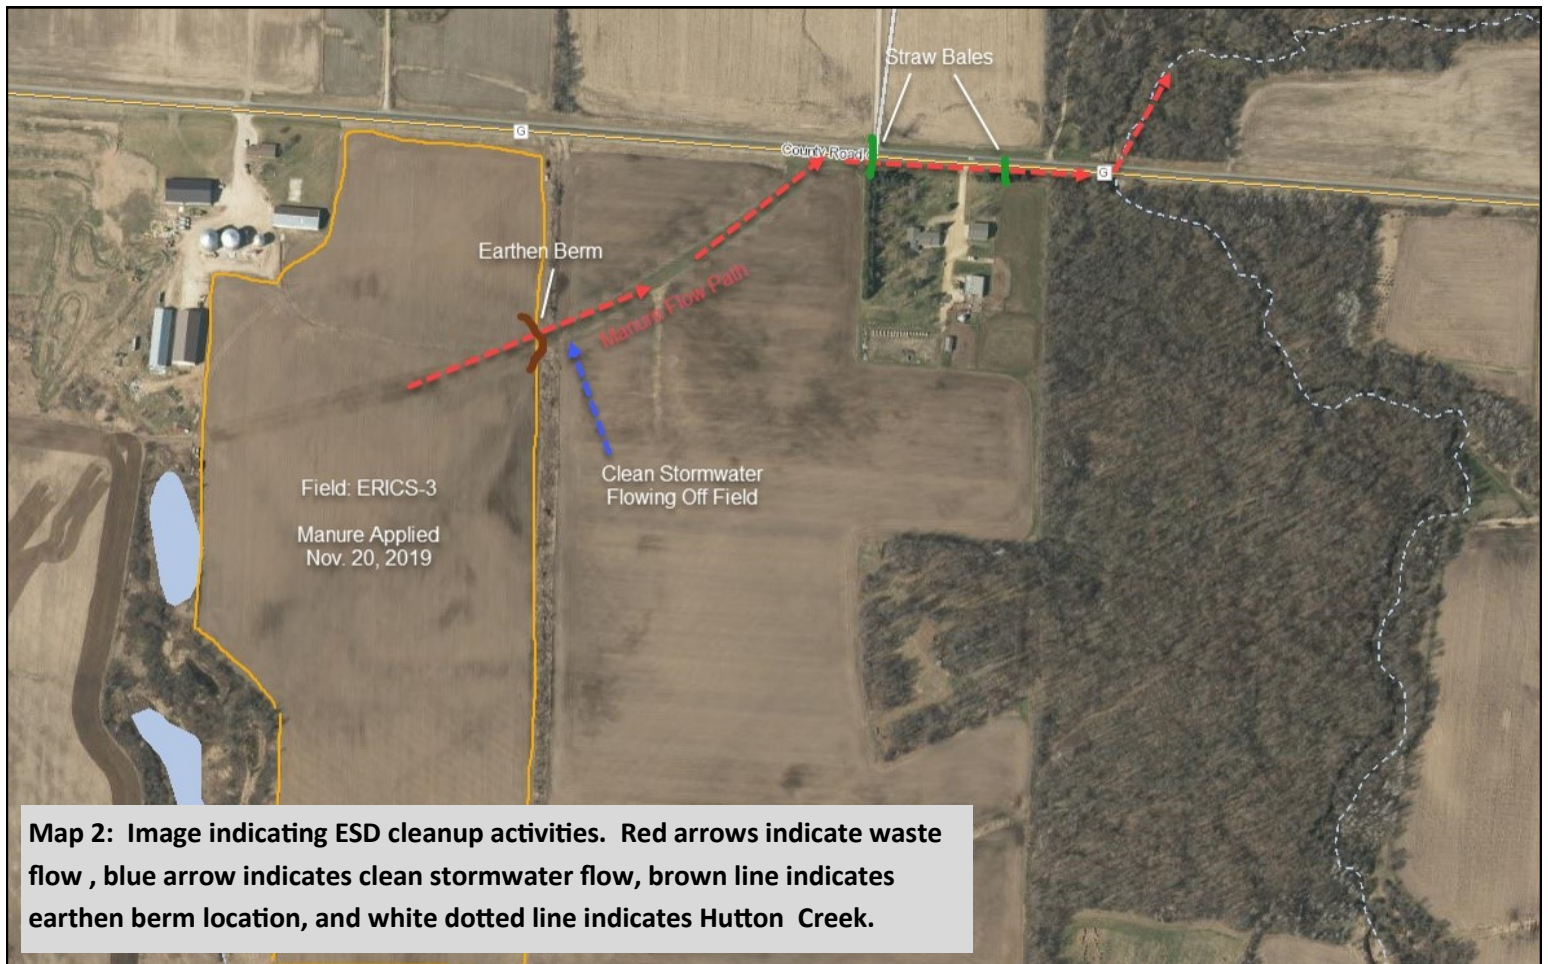 Straw Bales
G
County Road
G
Earthen Berm
Manure Flow Path
Clean Stormwater
Flowing Off Field
Field: ERICS-3
Manure Applied
Nov. 20, 2019
Map 2: Image indicating ESD cleanup activities. Red arrows indicate waste
flow , blue arrow indicates clean stormwater flow, brown line indicates
earthen berm location, and white dotted line indicates Hutton Creek.